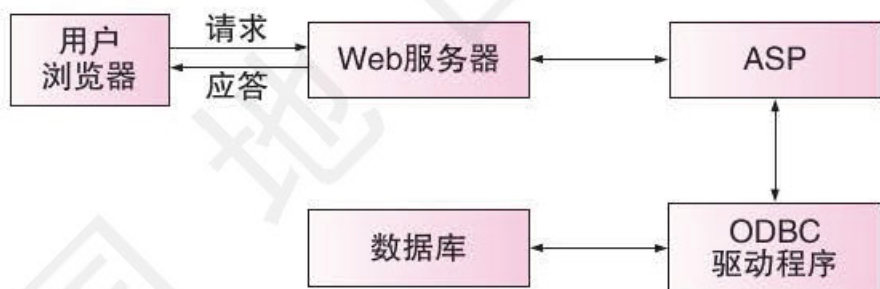 用户
浏览器
请求
应答
Web服务器
ASP
数据库
ODBC
驱动程序